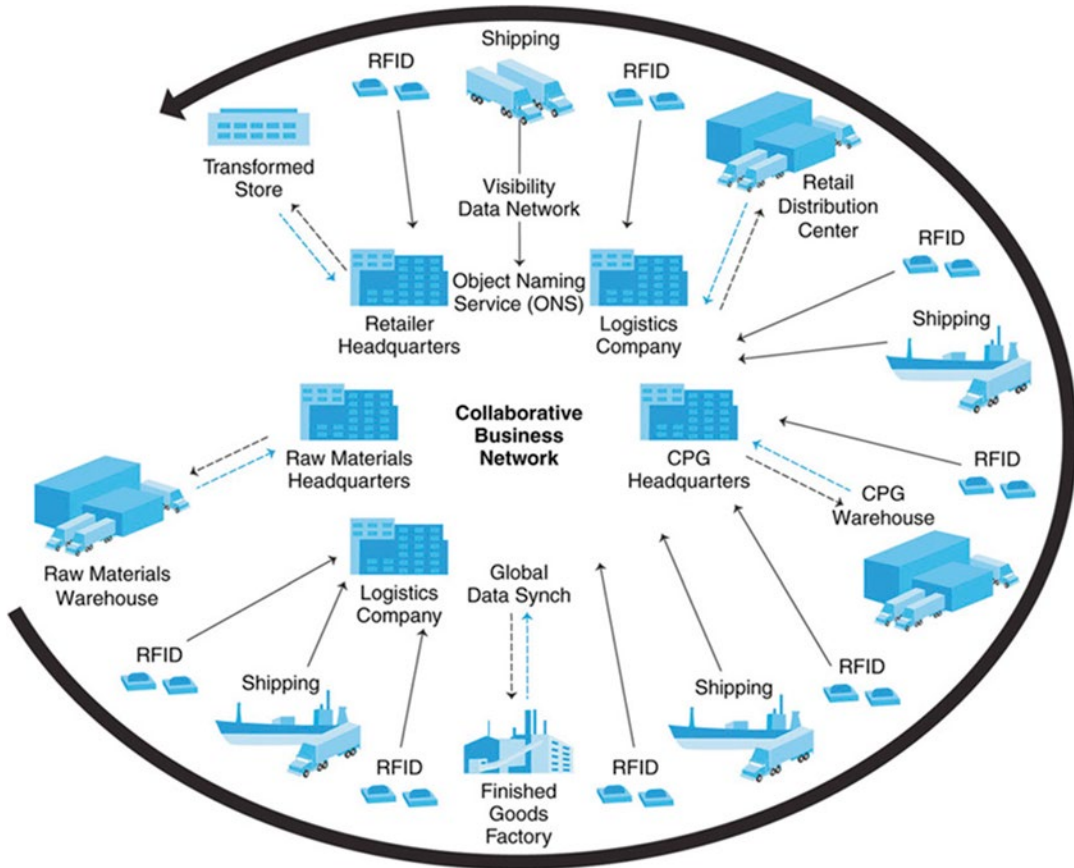 Shipping
RFID
RFID
Transformed
Store
Visibility
Data Network
Retail
Distribution
Center
RFID
Retailer
Headquarters
Object Naming
Service (ONS)
Logistics
Company
Shipping
Raw Materials
Headquarters
Collaborative
Business
Network
CPG
Headquarters
RFID
CPG
Warehouse
Raw Materials
Warehouse
Logistics
Company
Global
Data Synch
RFID
Shipping
Shipping
RFID
RFID
Finished
Goods
Factory
RFID